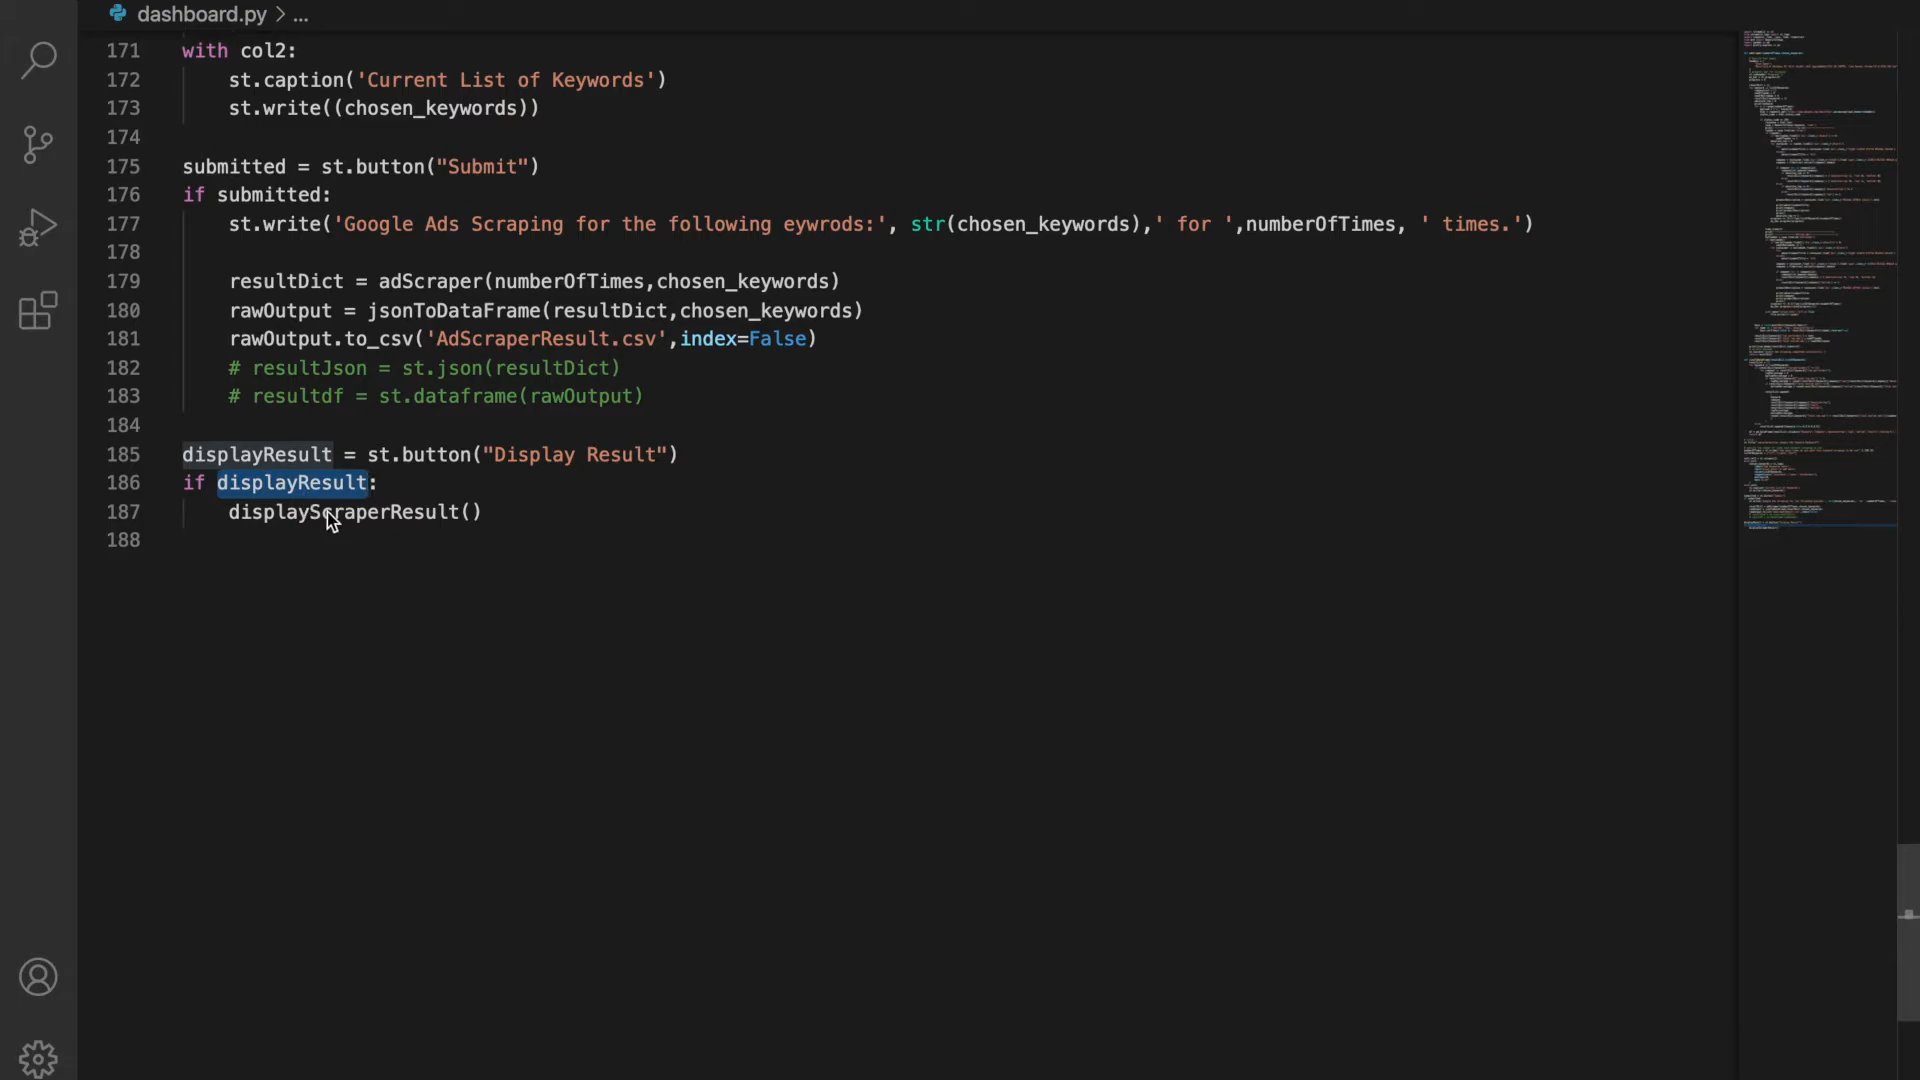 dashboard.py > ...
171 with col2:
172 st.caption('Current List of Keywords')
173 st.write((chosen_keywords))
174
175 submitted = st.button("Submit")
176 if submitted:
177 st.write('Google Ads Scraping for the following eywrods:', str(chosen_keywords),' for ',numberOfTimes, ' times.')
178
179 resultDict = adScraper(numberOfTimes,chosen_keywords)
180 rawOutput = jsonToDataFrame(resultDict,chosen_keywords)
181 rawOutput.to_csv('AdScraperResult.csv',index=False)
182 # resultJson = st.json(resultDict)
183 # resultdf = st.dataframe(rawOutput)
184
185 displayResult = st.button("Display Result")
186 if displayResult:
187 displayScraperResult()
188